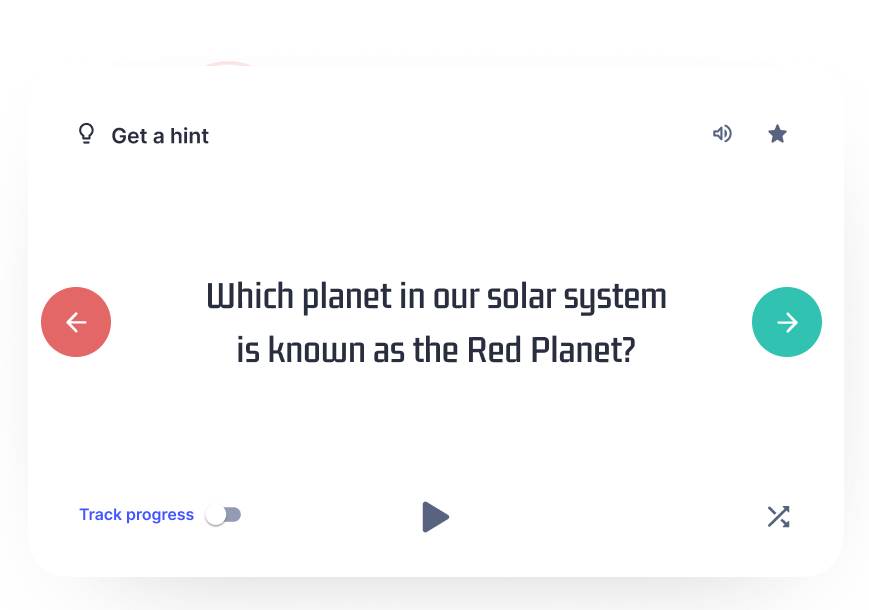 Get a hint
Which planet in our solar system
is known as the Red Planet?
Track progress